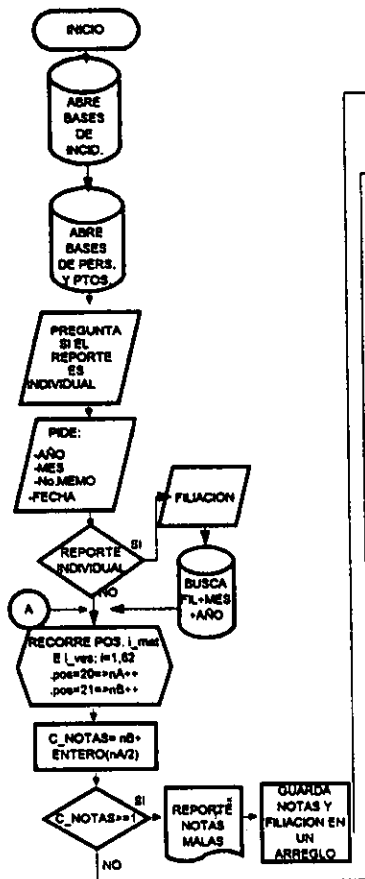 INICIO
ABRE
BASES
DE
INCID.
ABRE
BASES
DE PERS.
Y PTOS.
PREGUNTA
SI EL
REPORTE
ES
INDIVIDUAL
PIDE:
-AÑO
-MES
-No.MEMO
-FECHA
SI
FILIACION
REPORTE
INDIVIDUAL
NO
BUSCA
FIL+MES
+AÑO
A
RECORRE POS. i_mat
E i_ves; i=1,62
.pos=20=>nA++
.pos=21=>nB++
C_NOTAS= nB+
ENTERO(nA/2)
C_NOTAS>=1
SI
REPORTE
NOTAS
MALAS
GUARDA
NOTAS Y
FILIACION EN
UN
ARREGLO
NO